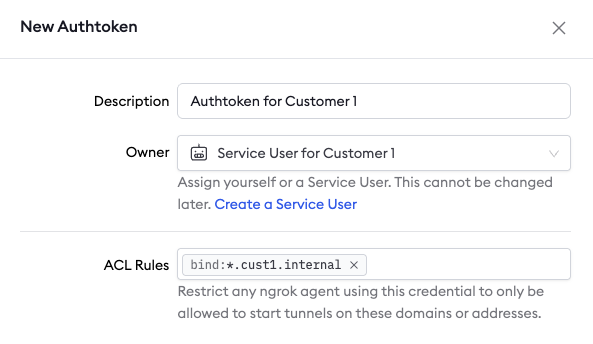 New Authtoken
Description
Authtoken for Customer 1
Owner
Service User for Customer 1
Assign yourself or a Service User. This cannot be changed
later. Create a Service User
ACL Rules
bind:*.cust1.internal
Restrict any ngrok agent using this credential to only be
allowed to start tunnels on these domains or addresses.